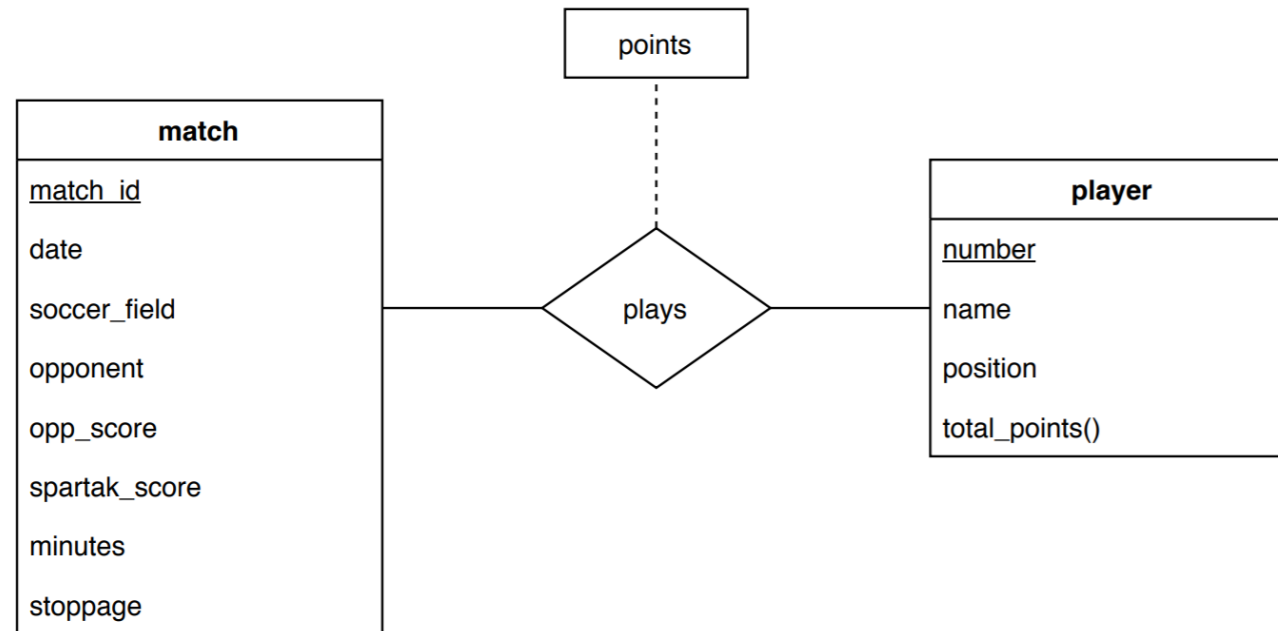 points
match
match_id
date
soccer_field
opponent
opp_score
spartak_score
minutes
stoppage
plays
player
number
name
position
total_points()